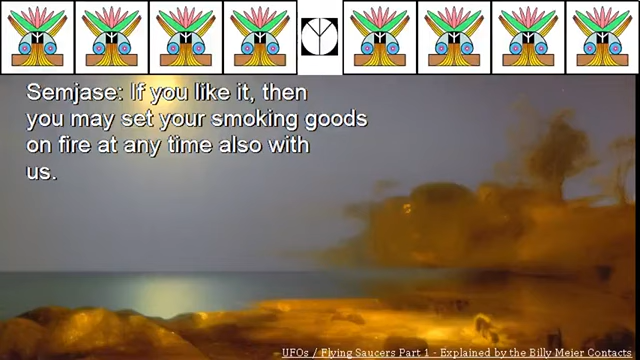 Semjase: If you like it, then
you may set your smoking goods
on fire at any time also with
us.
UFOs / Flying Saucers Part 1 - Explained by the Billy Meier Contacts